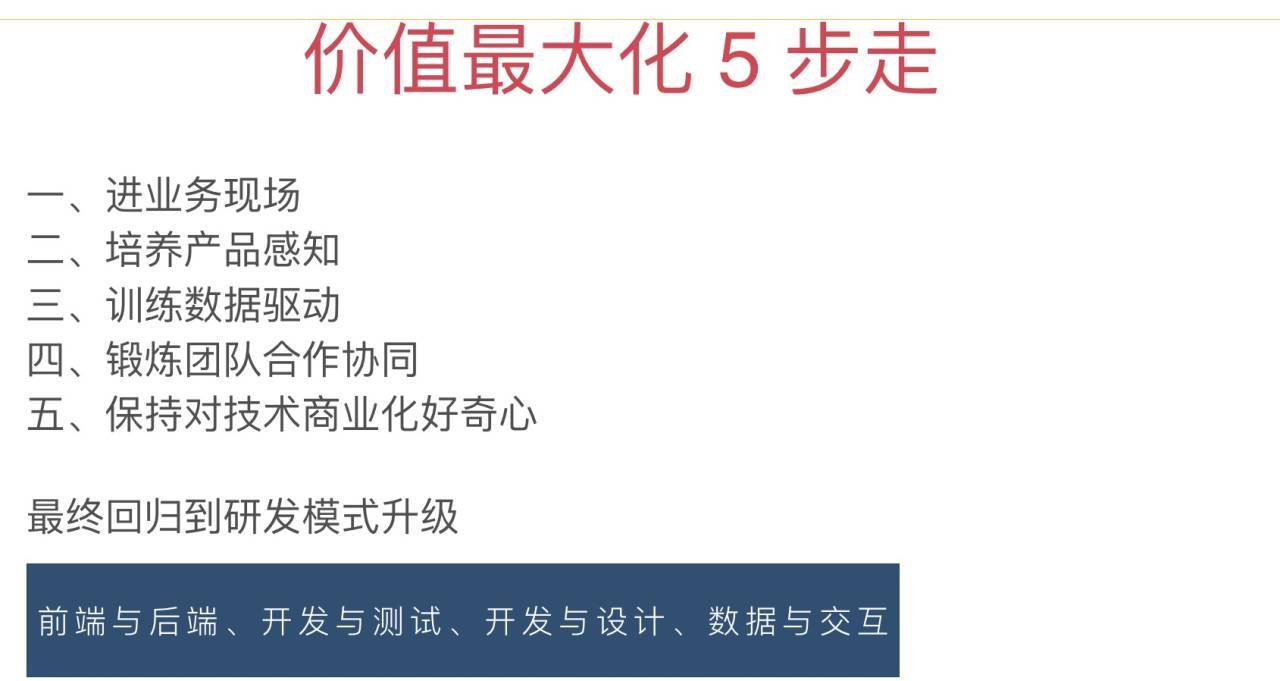 价值最大化 5 步走
一、进业务现场
二、培养产品感知
三、训练数据驱动
四、锻炼团队合作协同
五、保持对技术商业化好奇心
最终回归到研发模式升级
前端与后端、开发与测试、开发与设计、数据与交互